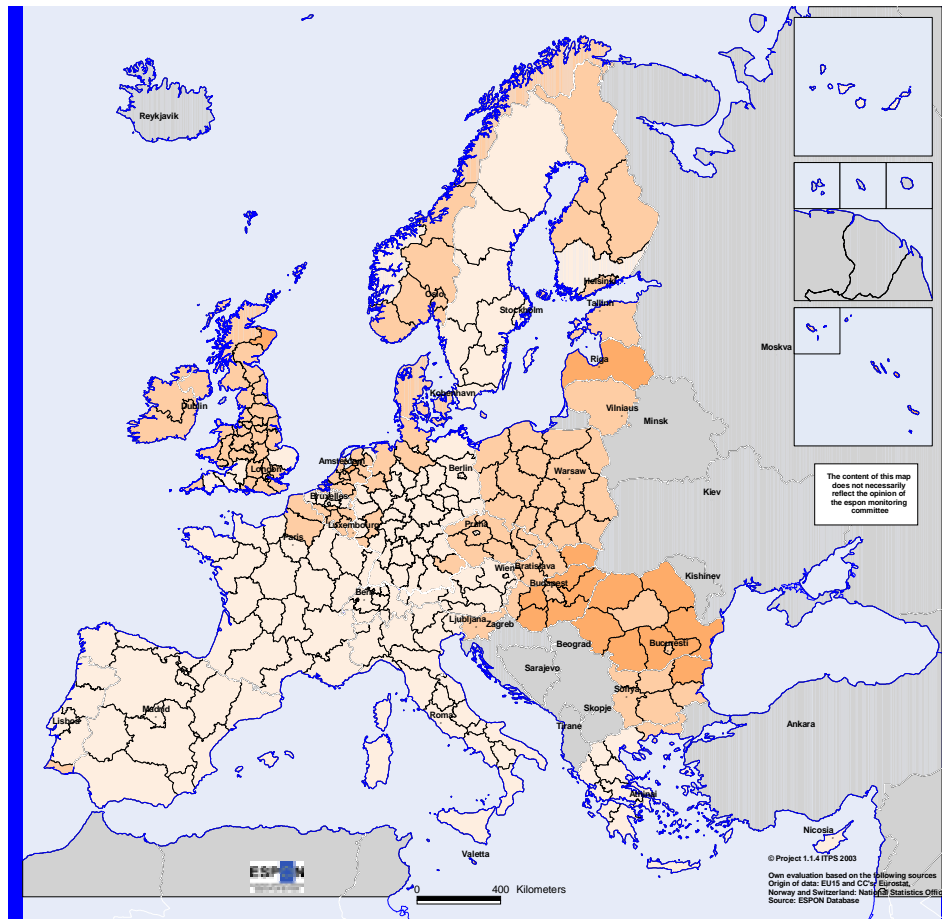 Reykjavik
Oslo
Helsinki
Tallinn
Stockholm
Moskva
Riga
København
Vilniaus
Minsk
Dublin
London
Amsterdam
Berlin
Warsaw
The content of this map
does not necessarily
reflect the opinion of
the espon monitoring
committee
Bruxelles
Kiev
Luxembourg
Praha
Paris
Wien
Bratislava
Kishinev
Bern
Budapest
Ljubljana
Zagreb
Beograd
Bucuresti
Sarajevo
Sofiya
Madrid
Lisboa
Roma
Skopje
Tirane
Ankara
Athinai
Nicosia
Valetta
ESPON
0 400 Kilometers
© Project 1.1.4 ITPS 2003
Own evaluation based on the following sources
Origin of data: EU15 and CC's: Eurostat,
Norway and Switzerland: National Statistics Offic
Source: ESPON Database